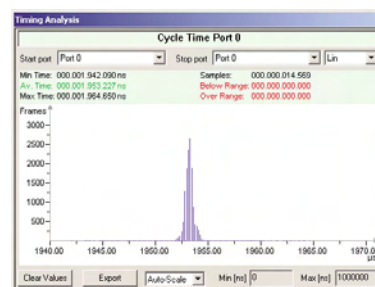 Timing Analysis
Cycle Time Port 0
Start port Port 0 Stop port Port 0 Lin
Min Time: 000.001.942.090 ns Samples: 000.000.014.569
Av. Time: 000.001.953.227 ns Below Range: 000.000.000.000
Max Time: 000.001.964.650 ns Over Range: 000.000.000.000
Frames
3000
2500
2000
1500
1000
500
1940.00 1945.00 1950.00 1955.00 1960.00 1965.00 1970.0
µs
Clear Values Export Auto-Scale Min [ns] 0 Max [ns] 1000000